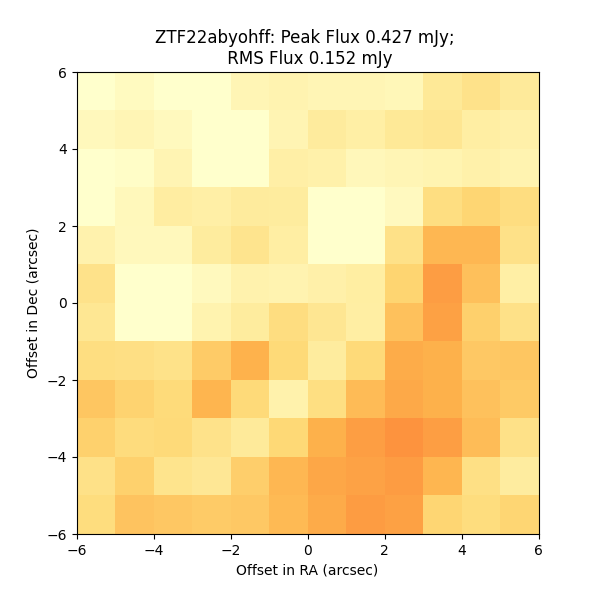 ZTF22abyohff: Peak Flux 0.427 mJy;
RMS Flux 0.152 mJy
6
4
2
0
−2
−4
−6
Offset in Dec (arcsec)
−6 −4 −2 0 2 4 6
Offset in RA (arcsec)